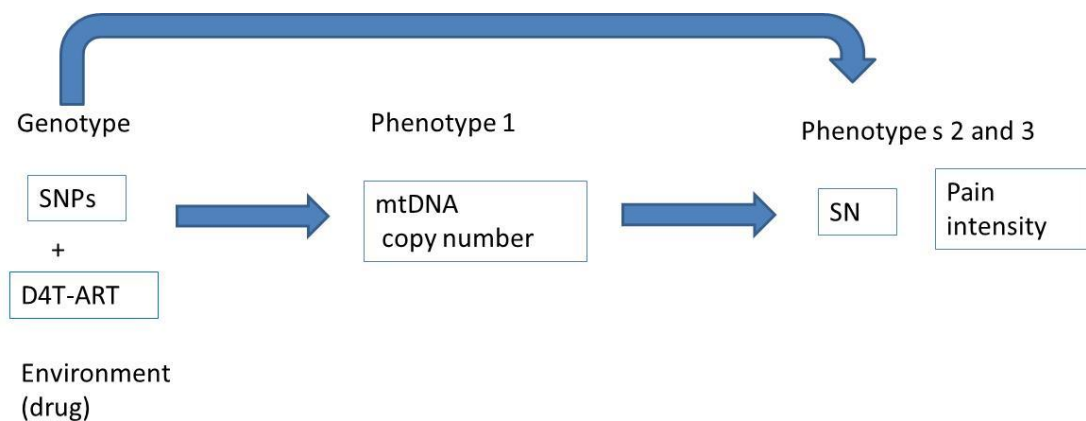 Genotype
SNPs
+
D4T-ART
Environment
(drug)
Phenotype 1
mtDNA
copy number
Phenotype s 2 and 3
SN
Pain
intensity